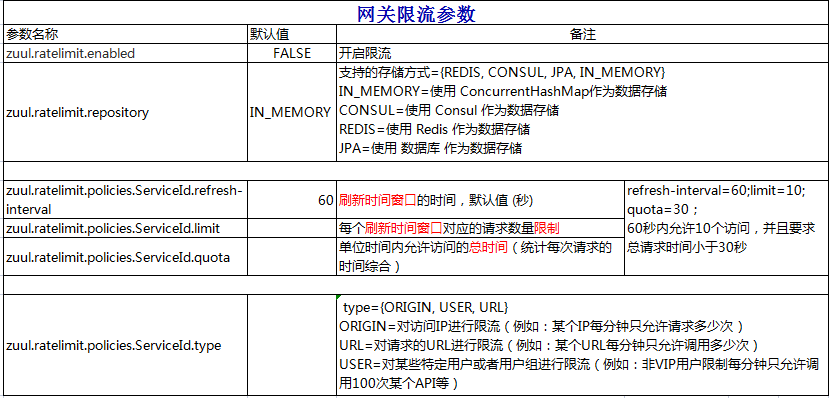 网关限流参数
参数名称 默认值 备注
zuul.ratelimit.enabled FALSE 开启限流
支持的存储方式={REDIS, CONSUL, JPA, IN_MEMORY}
IN_MEMORY=使用 ConcurrentHashMap作为数据存储
zuul.ratelimit.repository IN_MEMORY CONSUL=使用 Consul 作为数据存储
REDIS=使用 Redis 作为数据存储
JPA=使用 数据库 作为数据存储
zuul.ratelimit.policies.ServiceId.refresh-
interval
60 刷新时间窗口的时间，默认值 (秒)
zuul.ratelimit.policies.ServiceId.limit 每个刷新时间窗口对应的请求数量限制
zuul.ratelimit.policies.ServiceId.quota
单位时间内允许访问的总时间（统计每次请求的
时间综合）
refresh-interval=60;limit=10;
quota=30；
60秒内允许10个访问，并且要求
总请求时间小于30秒
zuul.ratelimit.policies.ServiceId.type
type={ORIGIN, USER, URL}
ORIGIN=对访问IP进行限流（例如：某个IP每分钟只允许请求多少次）
URL=对请求的URL进行限流（例如：某个URL每分钟只允许调用多少次）
USER=对某些特定用户或者用户组进行限流（例如：非VIP用户限制每分钟只允许调
用100次某个API等）